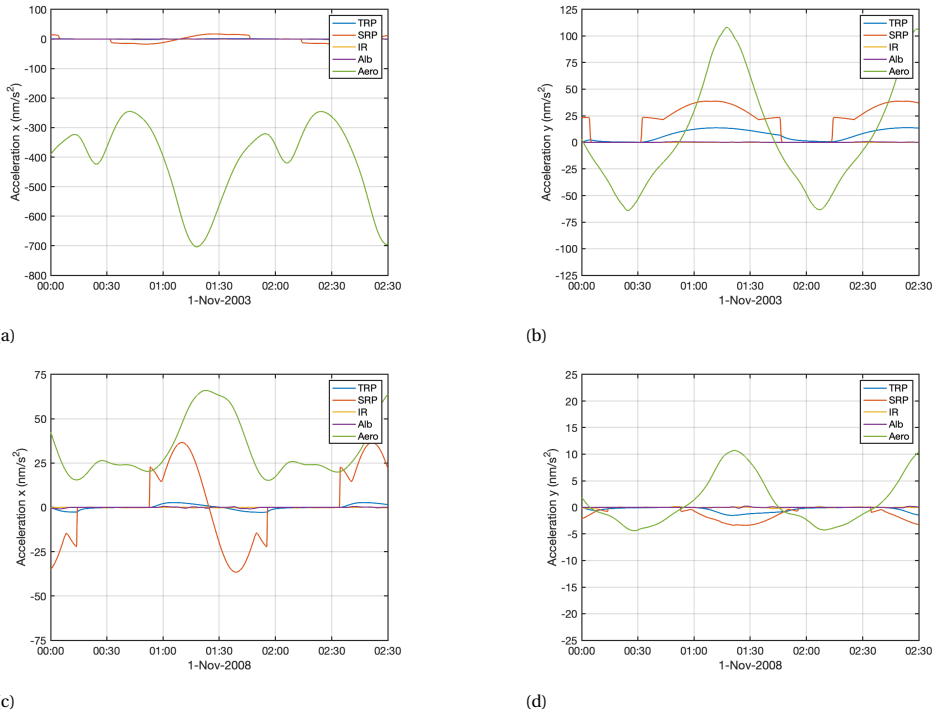 100
0
-100
-200
-300
-400
-500
-600
-700
-800
Acceleration x (nm/s²)
TRP
SRP
IR
Alb
Aero
00:00 00:30 01:00 01:30 02:00 02:30
1-Nov-2003
a)
125
100
75
50
25
0
-25
-50
-75
-100
-125
Acceleration y (nm/s²)
TRP
SRP
IR
Alb
Aero
00:00 00:30 01:00 01:30 02:00 02:30
1-Nov-2003
(b)
75
50
25
0
-25
-50
-75
Acceleration x (nm/s²)
TRP
SRP
IR
Alb
Aero
00:00 00:30 01:00 01:30 02:00 02:30
1-Nov-2008
c)
25
20
15
10
5
0
-5
-10
-15
-20
-25
Acceleration y (nm/s²)
TRP
SRP
IR
Alb
Aero
00:00 00:30 01:00 01:30 02:00 02:30
1-Nov-2008
(d)